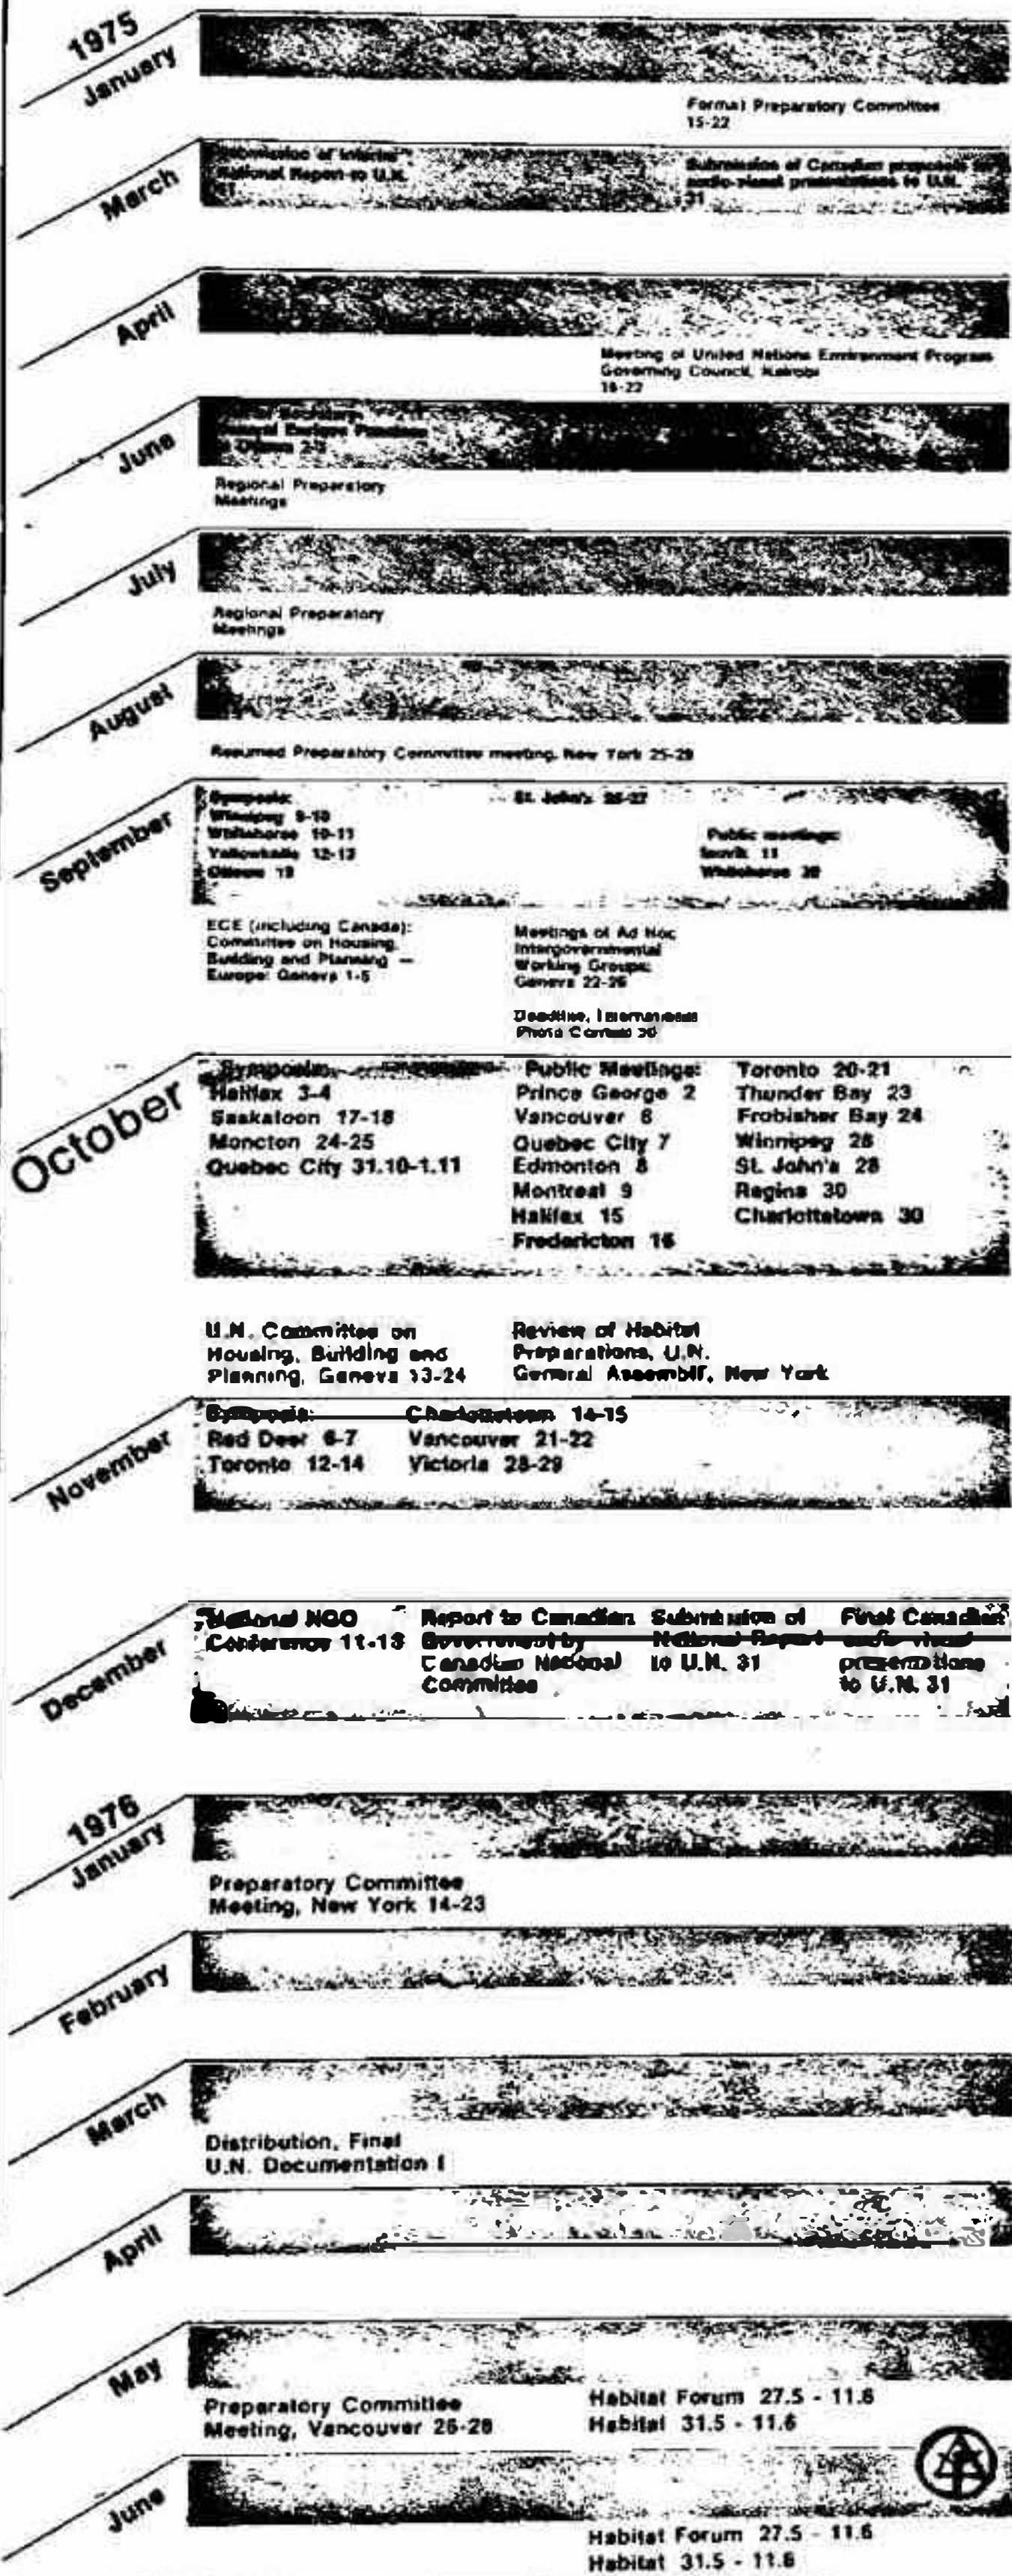 1975
January
Formal Preparatory Committee
15-22
March
Submission of Interim
National Report to U.N.
Submission of Canadian proposals for
audio-visual presentations to U.N.
31
April
Meeting of United Nations Environment Program
Governing Council, Nairobi
June
Regional Preparatory
Meetings
July
Regional Preparatory
Meetings
August
Resumed Preparatory Committee meeting, New York 25-29
September
Symposia:
Winnipeg
Whitehorse 10-11
Yellowknife 12-13
Ottawa
St. John's 26-27
Public meetings:
Inuvik 11
Whitehorse
ECE (including Canada):
Committee on Housing,
Building and Planning —
Europe: Geneva 1-5
Meetings of Ad Hoc
Intergovernmental
Working Groups:
Geneva 22-26
Deadline, International
Photo Contest 30
October
Symposia:
Halifax 3-4
Saskatoon 17-18
Moncton 24-25
Quebec City 31.10-1.11
Public Meetings:
Prince George 2
Vancouver 6
Quebec City 7
Edmonton 8
Montreal 9
Halifax 15
Fredericton 16
Toronto 20-21
Thunder Bay 23
Frobisher Bay 24
Winnipeg 28
St. John's 28
Regina 30
Charlottetown 30
U.N. Committee on
Housing, Building and
Planning, Geneva 13-24
Review of Habitat
Preparations, U.N.
General Assembly, New York
November
Symposia:
Red Deer 6-7
Toronto 12-14
Charlottetown 14-15
Vancouver 21-22
Victoria 28-29
December
National NGO
Conference
Report to Canadian
Government by
Canadian National
Committee
Submission of
National Report
to U.N. 31
Final Canadian
audio-visual
presentations
to U.N. 31
1976
January
Preparatory Committee
Meeting, New York 14-23
February
March
Distribution, Final
U.N. Documentation
April
May
Preparatory Committee
Meeting, Vancouver
Habitat Forum 27.5 - 11.6
Habitat 31.5 - 11.6
June
Habitat Forum 27.5 - 11.6
Habitat 31.5 - 11.6